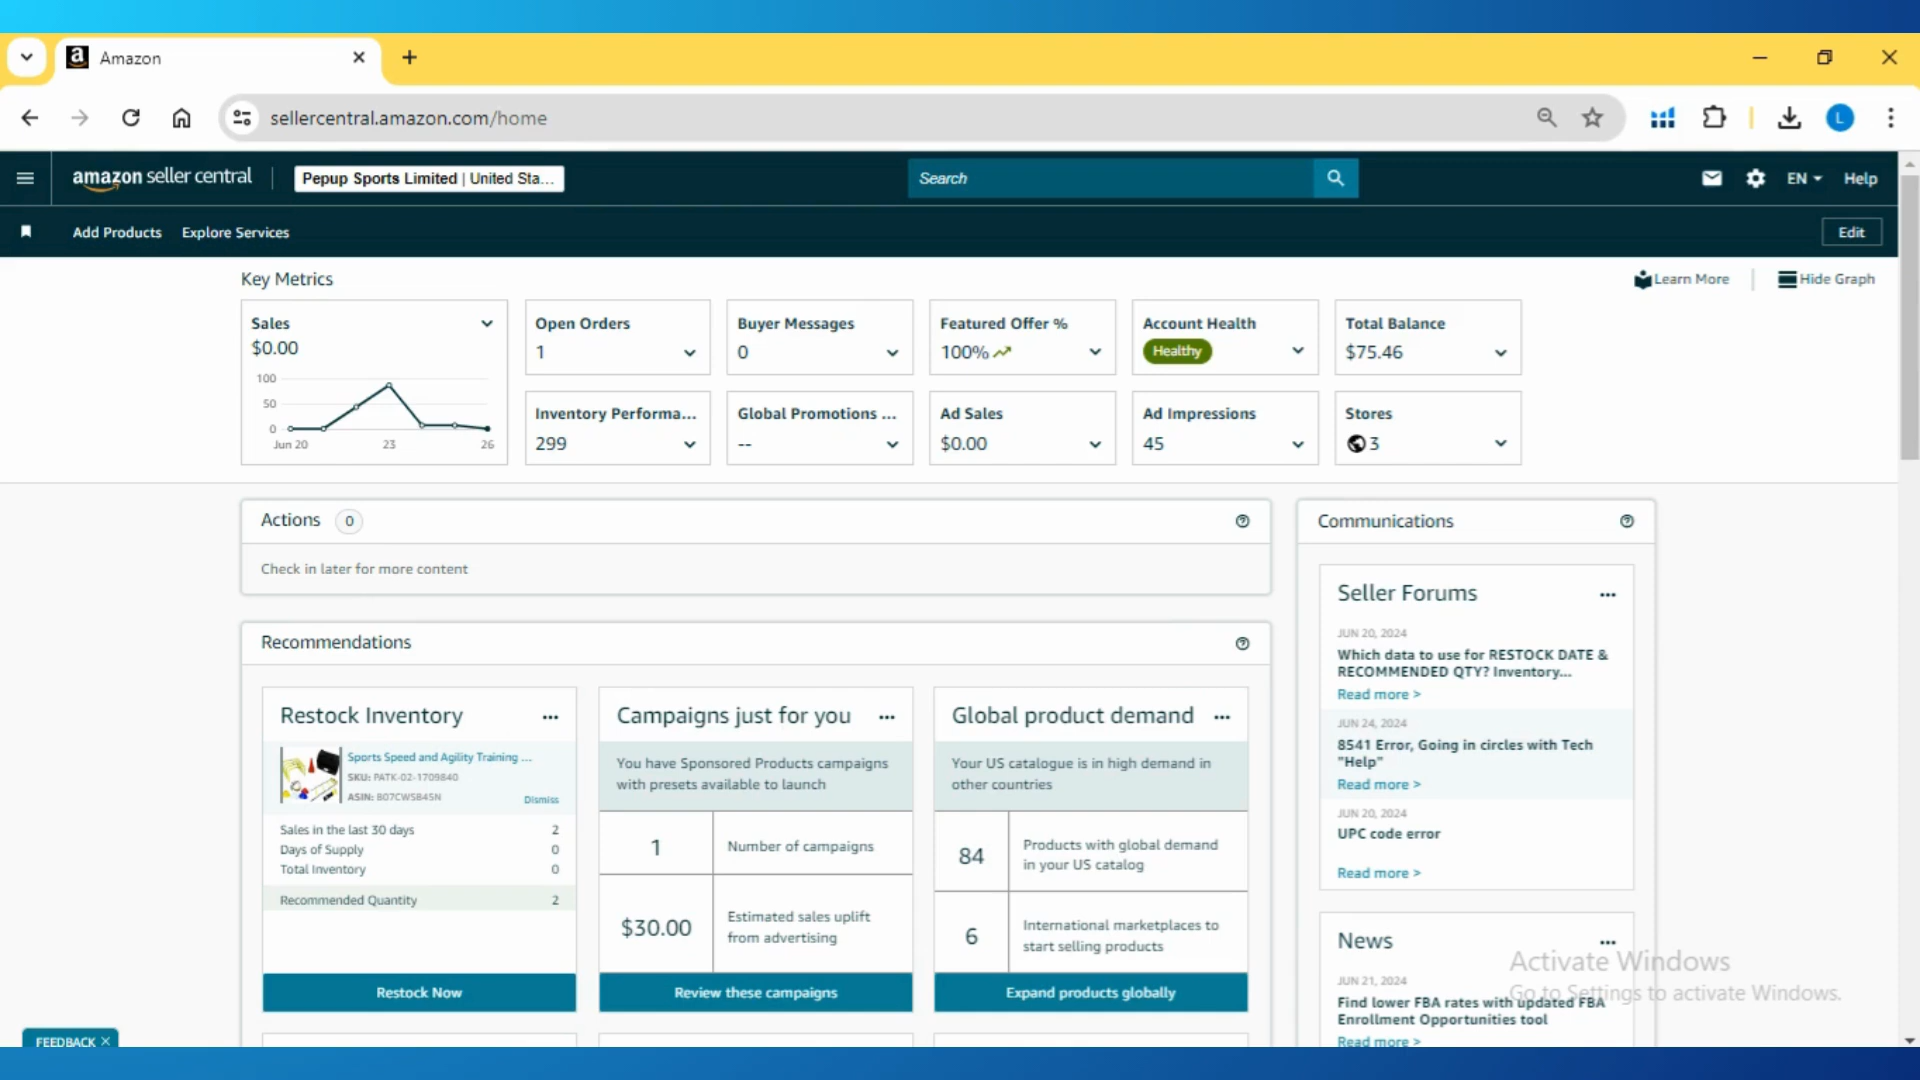 Amazon
sellercentral.amazon.com/home
L
amazon seller central
Pepup Sports Limited | United Sta...
Search
EN
Help
Add Products
Explore Services
Edit
Key Metrics
Learn More
Hide Graph
Sales
$0.00
100
50
0
Jun 20
23
26
Open Orders
1
Buyer Messages
0
Featured Offer %
100%
Account Health
Healthy
Total Balance
$75.46
Inventory Performa...
299
Global Promotions ...
--
Ad Sales
$0.00
Ad Impressions
45
Stores
3
Actions 0
Check in later for more content
Recommendations
Restock Inventory
Sports Speed and Agility Training ...
SKU: PATK-02-1709840
ASIN: B07CWSB4SN
Dismiss
Sales in the last 30 days 2
Days of Supply 0
Total Inventory 0
Recommended Quantity 2
Restock Now
Campaigns just for you
You have Sponsored Products campaigns
with presets available to launch
1
Number of campaigns
$30.00
Estimated sales uplift
from advertising
Review these campaigns
Global product demand
Your US catalogue is in high demand in
other countries
84
Products with global demand
in your US catalog
6
International marketplaces to
start selling products
Expand products globally
Communications
Seller Forums
JUN 20, 2024
Which data to use for RESTOCK DATE &
RECOMMENDED QTY? Inventory...
Read more >
JUN 24, 2024
8541 Error, Going in circles with Tech
"Help"
Read more >
JUN 20, 2024
UPC code error
Read more >
News
JUN 21, 2024
Find lower FBA rates with updated FBA
Enrollment Opportunities tool
Read more >
Activate Windows
Go to Settings to activate Windows.
FEEDBACK